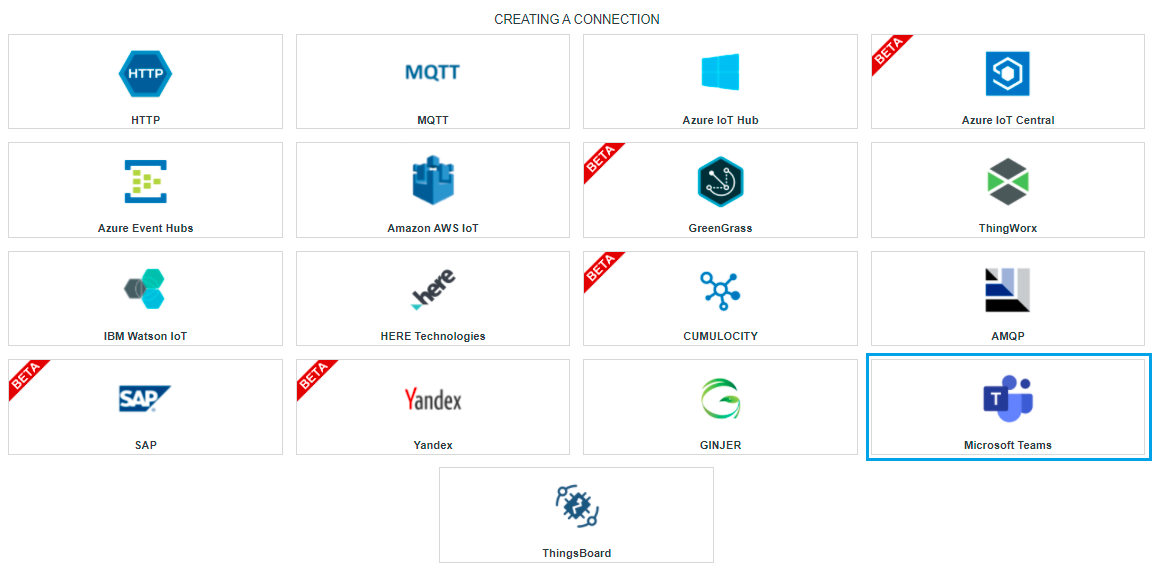 CREATING A CONNECTION
HTTP
HTTP
MQTT
MQTT
Azure IoT Hub
BETA
Azure IoT Central
Azure Event Hubs
Amazon AWS IoT
BETA
GreenGrass
ThingWorx
IBM Watson IoT
here
HERE Technologies
BETA
CUMULOCITY
AMQP
BETA
SAP
SAP
BETA
Yandex
Yandex
GINJER
T
Microsoft Teams
ThingsBoard